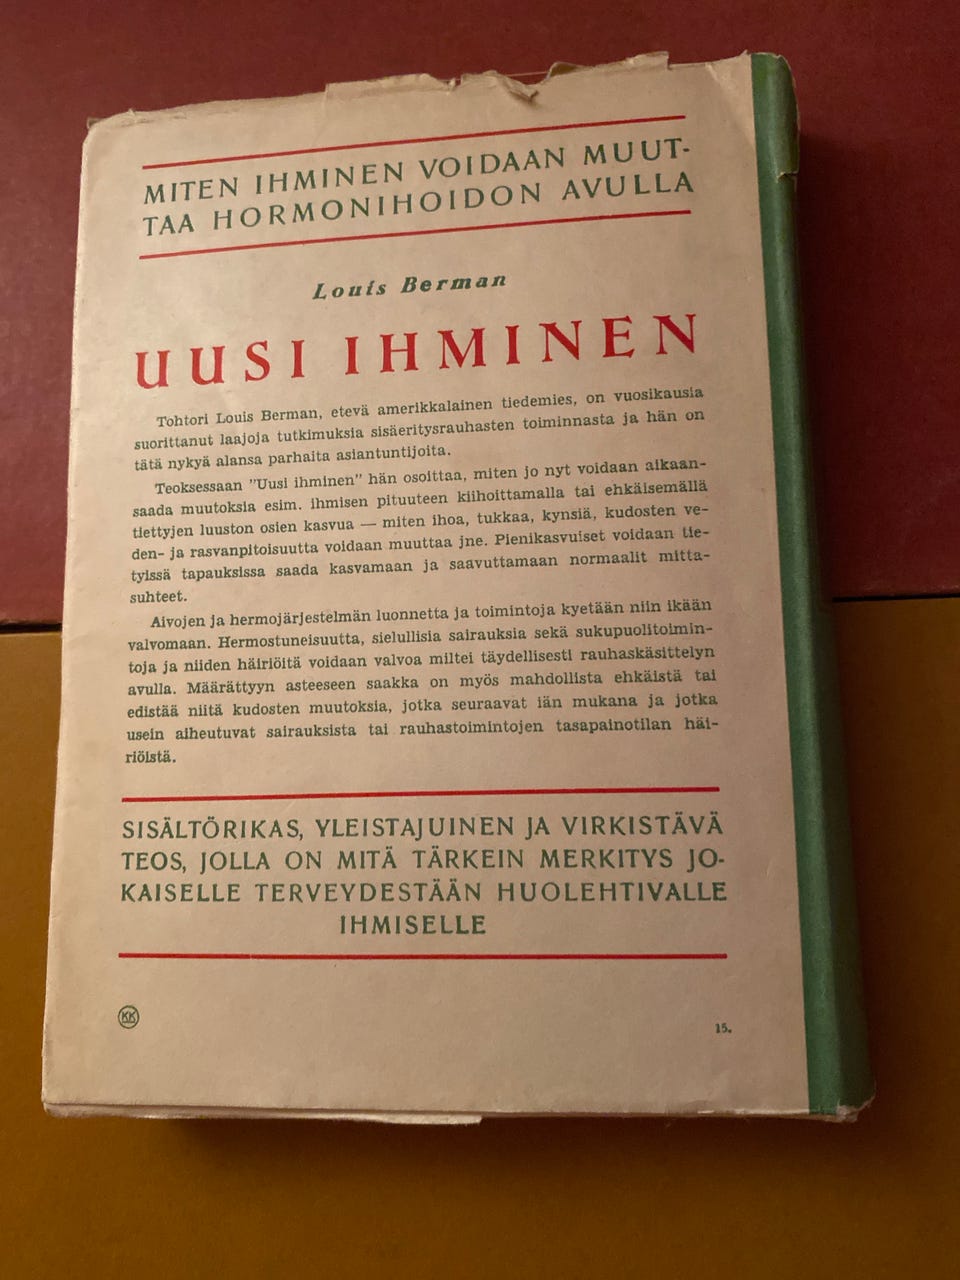 MITEN IHMINEN VOIDAAN MUUT-
TAA HORMONIHOIDON AVULLA
Louis Berman
UUSI IHMINEN
Tohtori Louis Berman, etevä amerikkalainen tiedemies, on vuosikausia
suorittanut laajoja tutkimuksia sisäeritysrauhasten toiminnasta ja hän on
tätä nykyä alansa parhaita asiantuntijoita.
Teoksessaan "Uusi ihminen" hän osoittaa, miten jo nyt voidaan aikaan-
saada muutoksia esim. ihmisen pituuteen kiihoittamalla tai ehkäisemällä
tiettyjen luuston osien kasvua — miten ihoa, tukkaa, kynsiä, kudosten ve-
den- ja rasvanpitoisuutta voidaan muuttaa jne. Pienikasvuiset voidaan tie-
tyissä tapauksissa saada kasvamaan ja saavuttamaan normaalit mitta-
suhteet.
Aivojen ja hermojärjestelmän luonnetta ja toimintoja kyetään niin ikään
valvomaan. Hermostuneisuutta, sielullisia sairauksia sekä sukupuolitoimin-
toja ja niiden häiriöitä voidaan valvoa miltei täydellisesti rauhaskäsittelyn
avulla. Määrättyyn asteeseen saakka on myös mahdollista ehkäistä tai
edistää niitä kudosten muutoksia, jotka seuraavat iän mukana ja jotka
usein aiheutuvat sairauksista tai rauhastoimintojen tasapainotilan häi-
riöistä.
SISÄLTÖRIKAS, YLEISTAJUINEN JA VIRKISTÄVÄ
TEOS, JOLLA ON MITÄ TÄRKEIN MERKITYS JO-
KAISELLE TERVEYDESTÄÄN HUOLEHTIVALLE
IHMISELLE
KK
15.